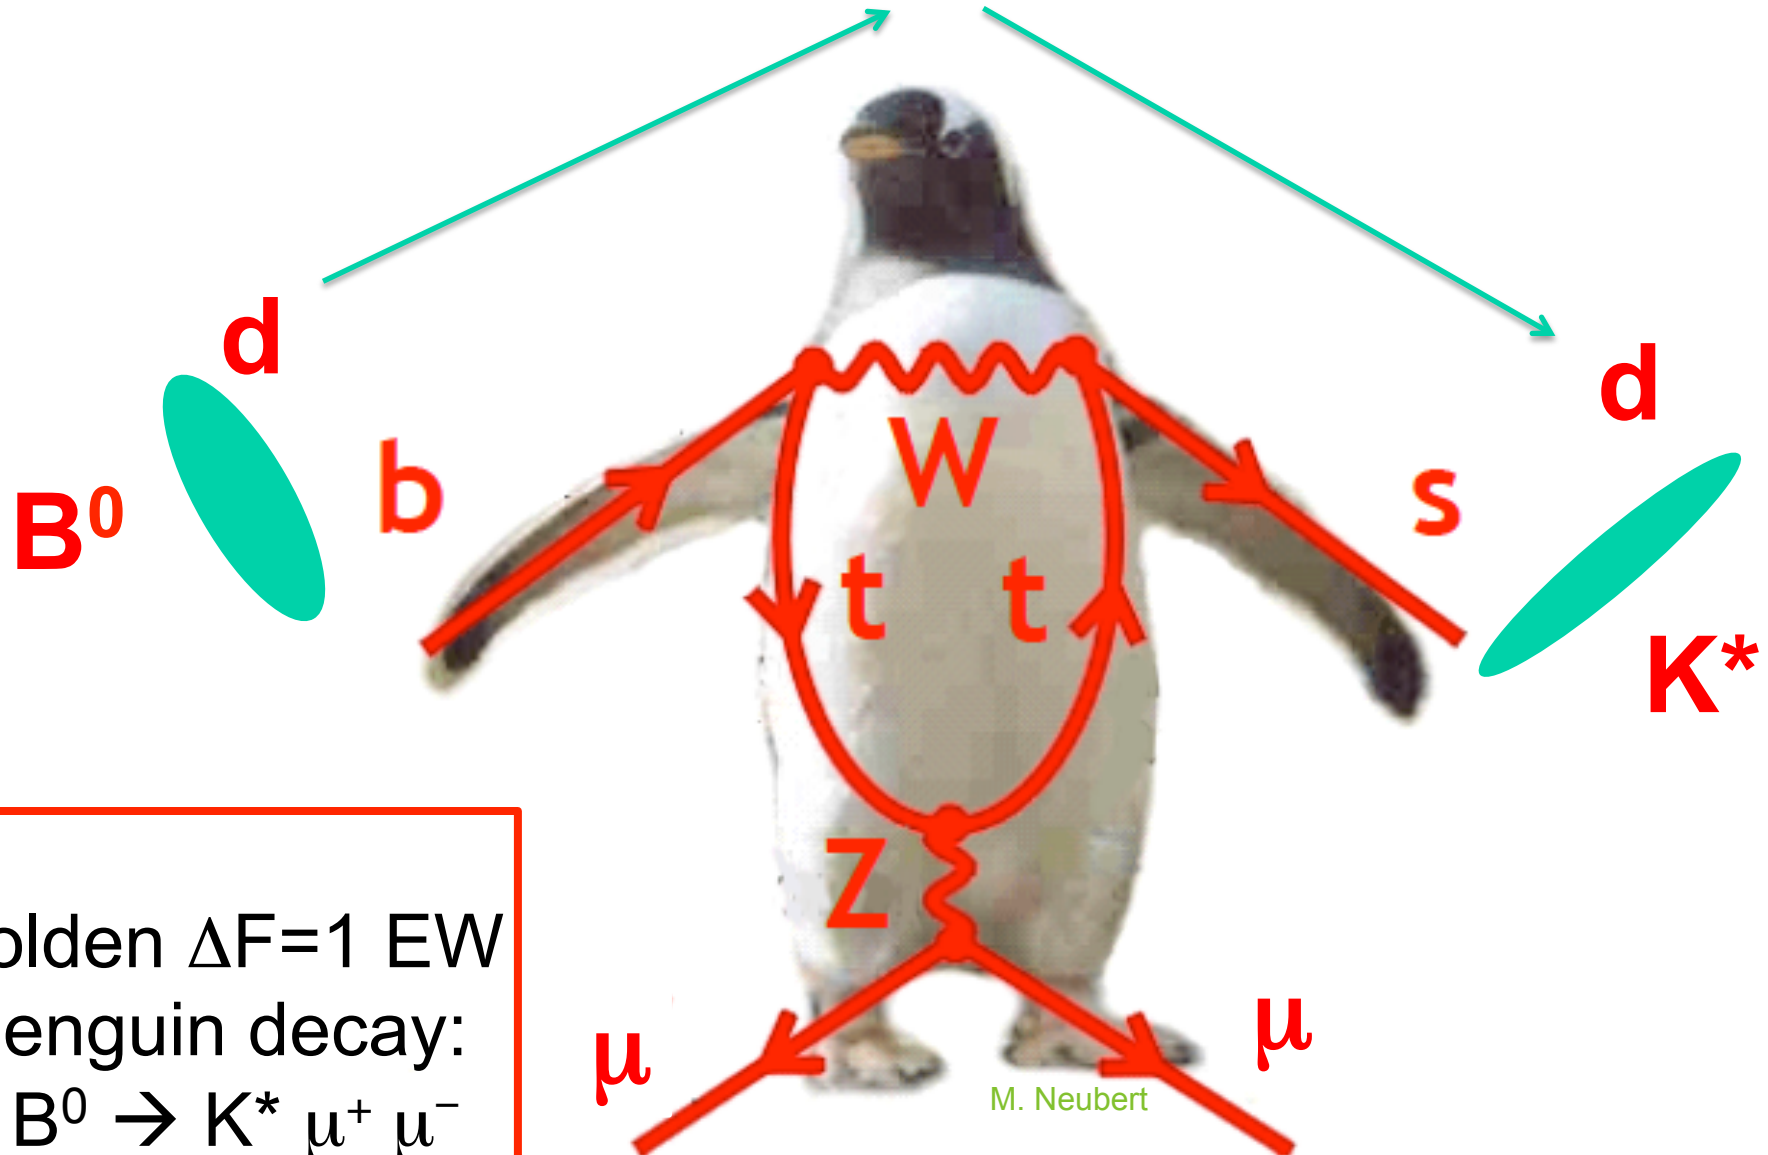 d
d
b
W
s
B⁰
t t
K*
Z
olden ΔF=1 EW
enguin decay:
B⁰ → K* μ⁺ μ⁻
μ
μ
M. Neubert